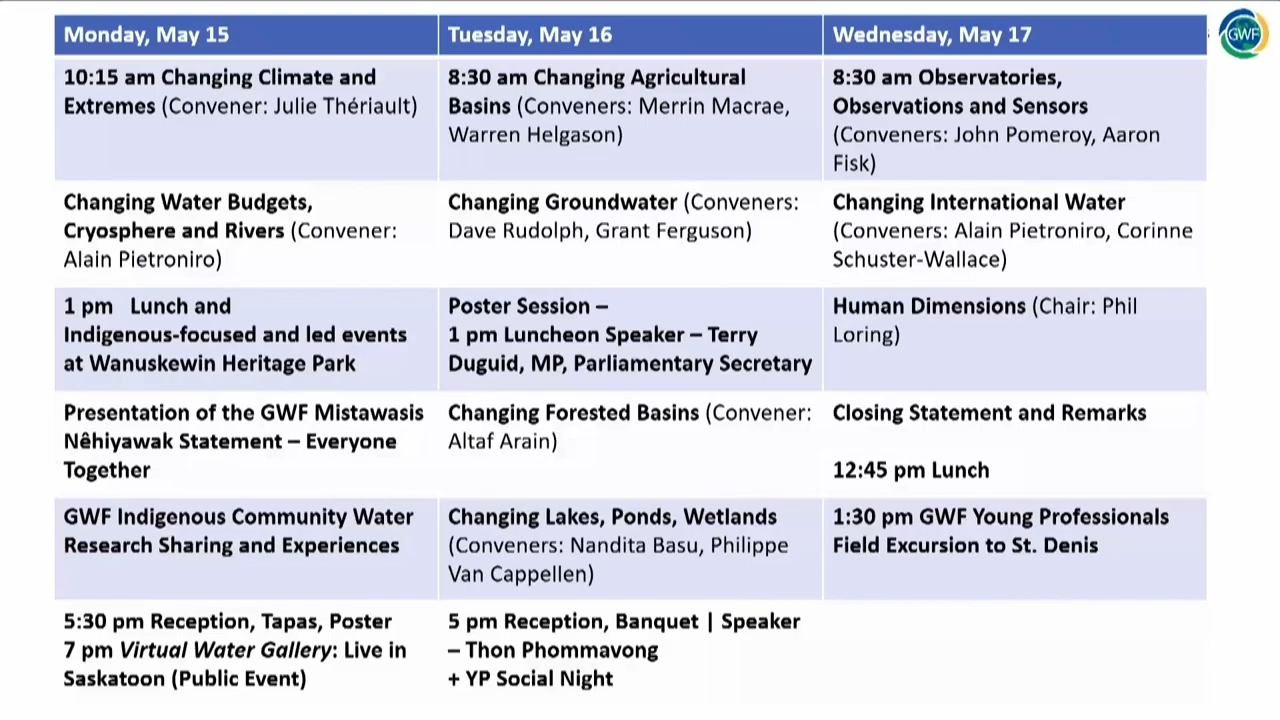 Monday, May 15
Tuesday, May 16
Wednesday, May 17
GWF
10:15 am Changing Climate and
Extremes (Convener: Julie Thériault)
8:30 am Changing Agricultural
Basins (Conveners: Merrin Macrae,
Warren Helgason)
8:30 am Observatories,
Observations and Sensors
(Conveners: John Pomeroy, Aaron
Fisk)
Changing Water Budgets,
Cryosphere and Rivers (Convener:
Alain Pietroniro)
Changing Groundwater (Conveners:
Dave Rudolph, Grant Ferguson)
Changing International Water
(Conveners: Alain Pietroniro, Corinne
Schuster-Wallace)
1 pm   Lunch and
Indigenous-focused and led events
at Wanuskewin Heritage Park
Poster Session –
1 pm Luncheon Speaker – Terry
Duguid, MP, Parliamentary Secretary
Human Dimensions (Chair: Phil
Loring)
Presentation of the GWF Mistawasis
Nêhiyawak Statement – Everyone
Together
Changing Forested Basins (Convener:
Altaf Arain)
Closing Statement and Remarks
12:45 pm Lunch
GWF Indigenous Community Water
Research Sharing and Experiences
Changing Lakes, Ponds, Wetlands
(Conveners: Nandita Basu, Philippe
Van Cappellen)
1:30 pm GWF Young Professionals
Field Excursion to St. Denis
5:30 pm Reception, Tapas, Poster
7 pm Virtual Water Gallery: Live in
Saskatoon (Public Event)
5 pm Reception, Banquet | Speaker
– Thon Phommavong
+ YP Social Night